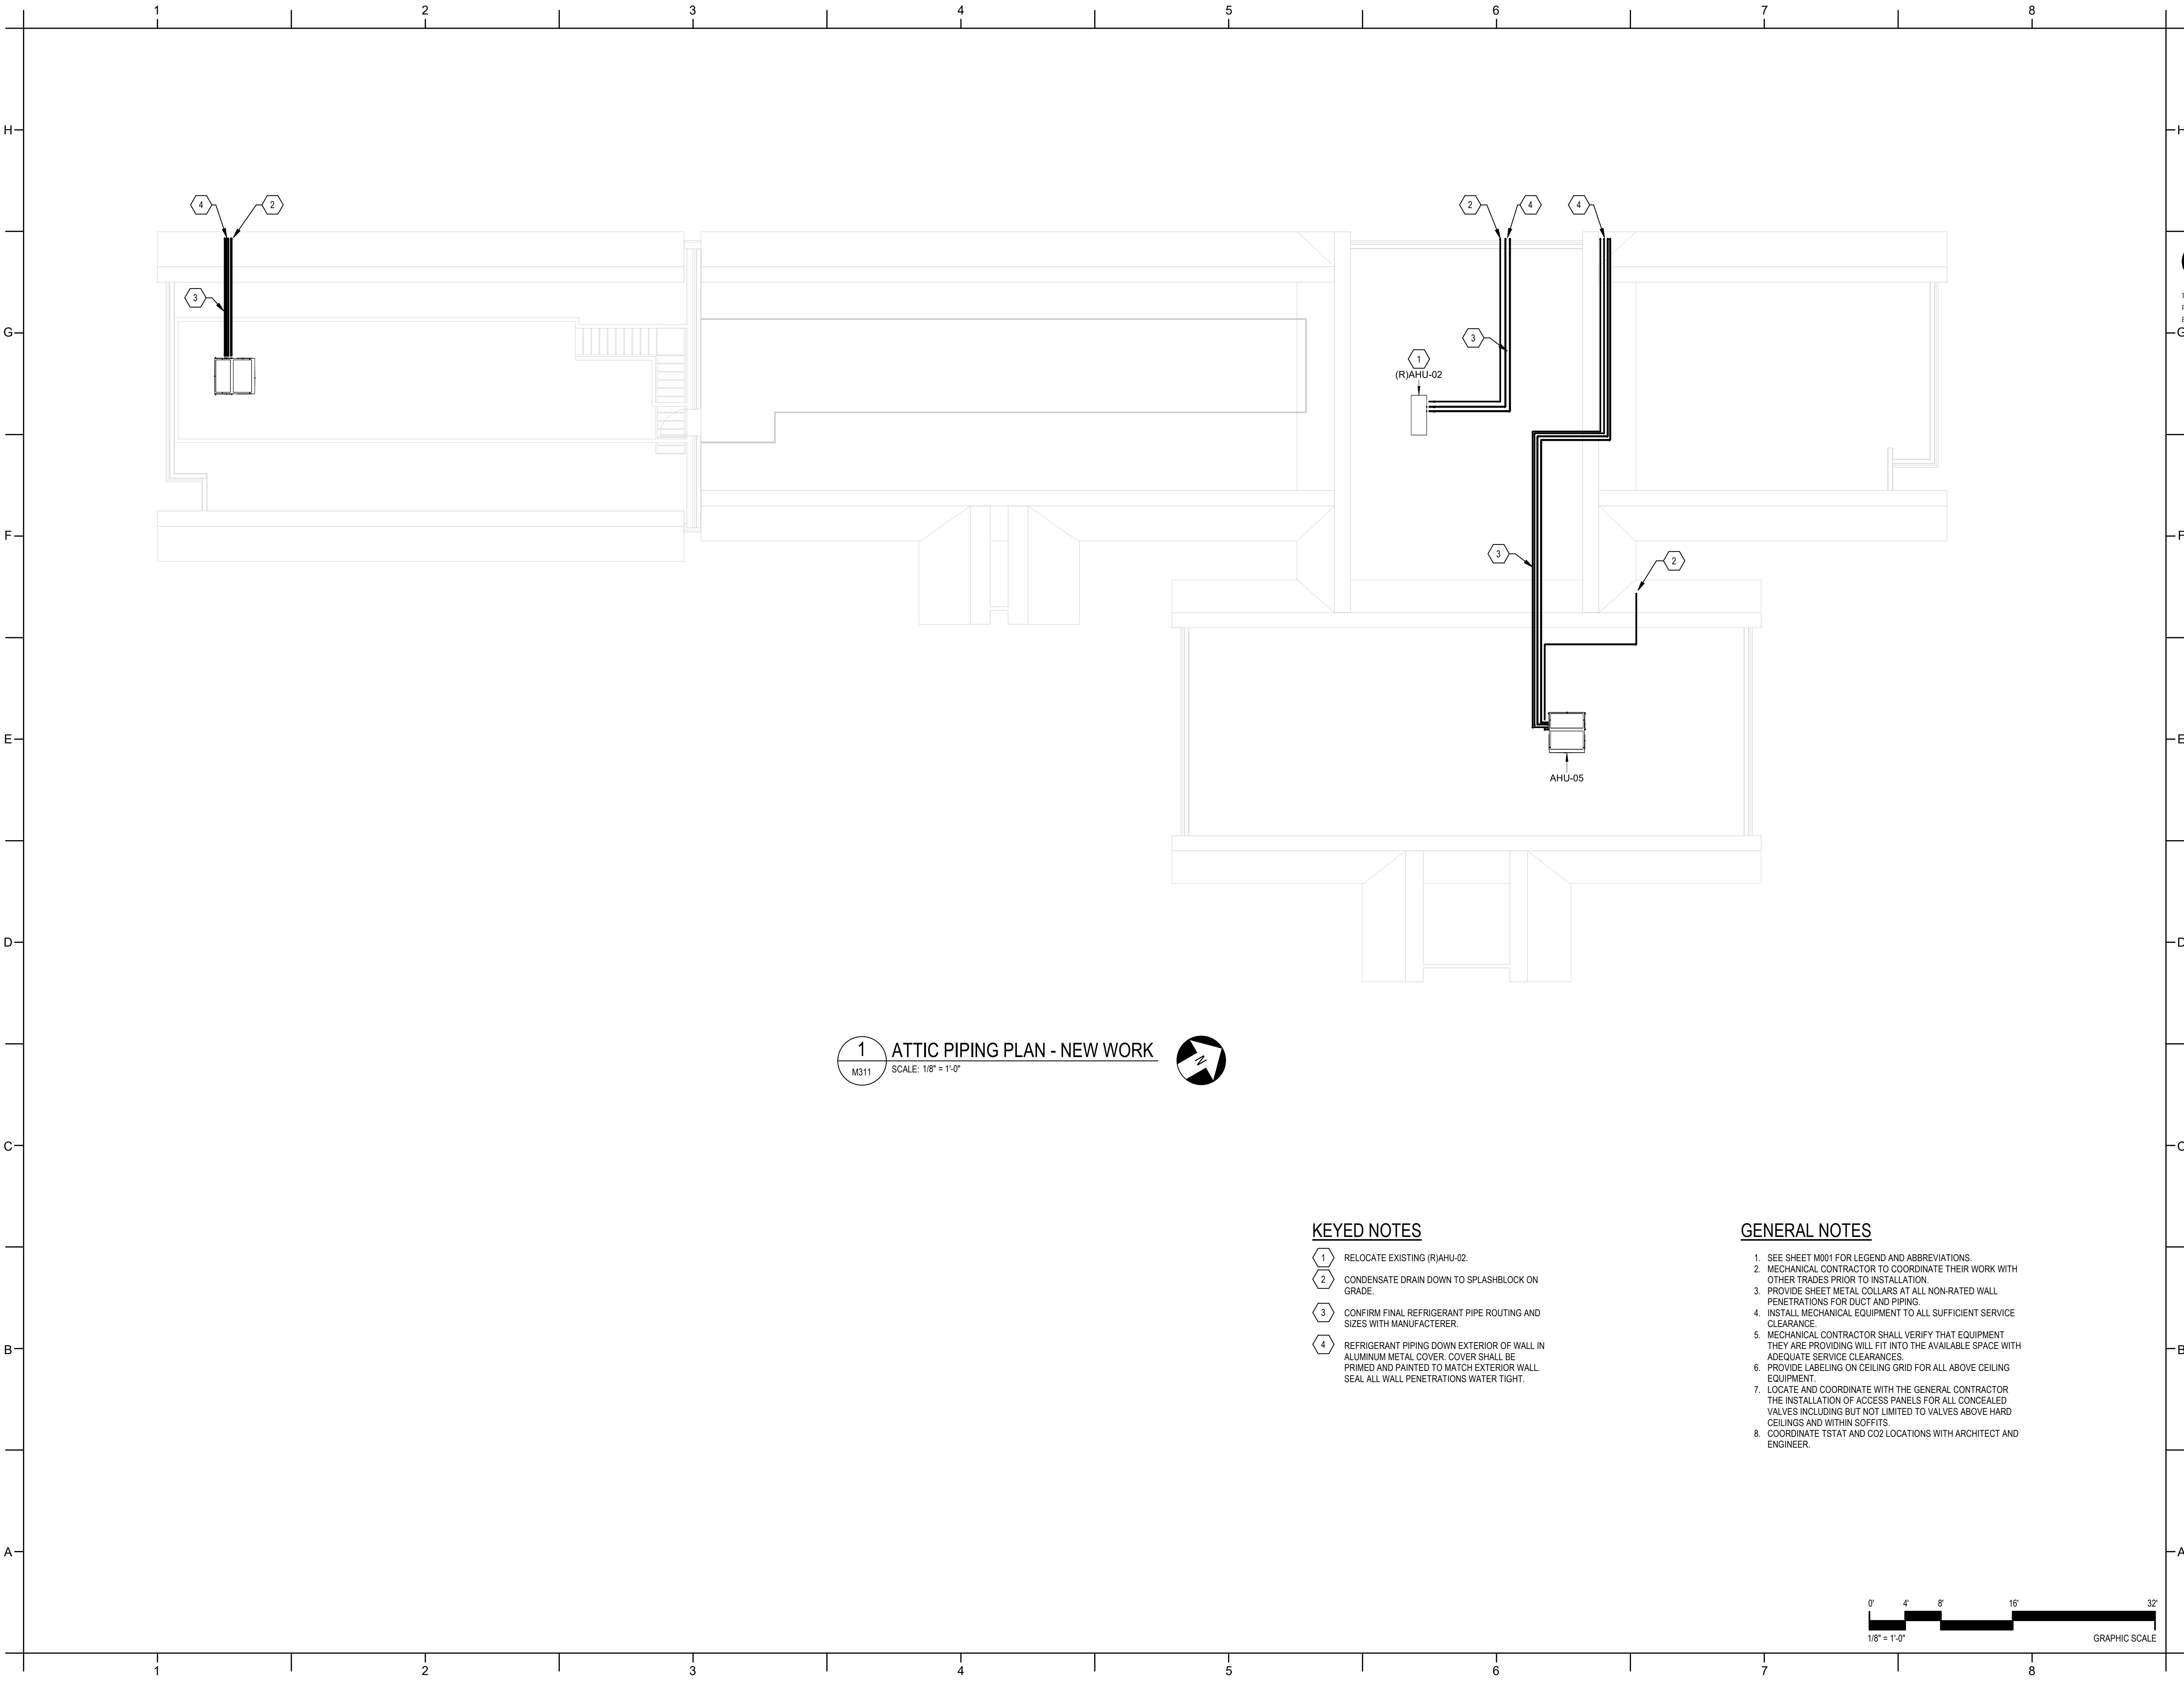 1 2 3 4 5 6 7 8
H H
4 2 2 4 4
3
G G
3
1
(R)AHU-02
F F
3 2
E E
AHU-05
D D
1 ATTIC PIPING PLAN - NEW WORK
M311 SCALE: 1/8" = 1'-0"
N
C C
KEYED NOTES
1 RELOCATE EXISTING (R)AHU-02.
2 CONDENSATE DRAIN DOWN TO SPLASHBLOCK ON
GRADE.
3 CONFIRM FINAL REFRIGERANT PIPE ROUTING AND
SIZES WITH MANUFACTERER.
4 REFRIGERANT PIPING DOWN EXTERIOR OF WALL IN
ALUMINUM METAL COVER. COVER SHALL BE
PRIMED AND PAINTED TO MATCH EXTERIOR WALL.
SEAL ALL WALL PENETRATIONS WATER TIGHT.
GENERAL NOTES
1. SEE SHEET M001 FOR LEGEND AND ABBREVIATIONS.
2. MECHANICAL CONTRACTOR TO COORDINATE THEIR WORK WITH
OTHER TRADES PRIOR TO INSTALLATION.
3. PROVIDE SHEET METAL COLLARS AT ALL NON-RATED WALL
PENETRATIONS FOR DUCT AND PIPING.
4. INSTALL MECHANICAL EQUIPMENT TO ALL SUFFICIENT SERVICE
CLEARANCE.
5. MECHANICAL CONTRACTOR SHALL VERIFY THAT EQUIPMENT
THEY ARE PROVIDING WILL FIT INTO THE AVAILABLE SPACE WITH
ADEQUATE SERVICE CLEARANCES.
6. PROVIDE LABELING ON CEILING GRID FOR ALL ABOVE CEILING
EQUIPMENT.
7. LOCATE AND COORDINATE WITH THE GENERAL CONTRACTOR
THE INSTALLATION OF ACCESS PANELS FOR ALL CONCEALED
VALVES INCLUDING BUT NOT LIMITED TO VALVES ABOVE HARD
CEILINGS AND WITHIN SOFFITS.
8. COORDINATE TSTAT AND CO2 LOCATIONS WITH ARCHITECT AND
ENGINEER.
B B
A A
0' 4' 8' 16' 32'
1/8" = 1'-0" GRAPHIC SCALE
1 2 3 4 5 6 7 8